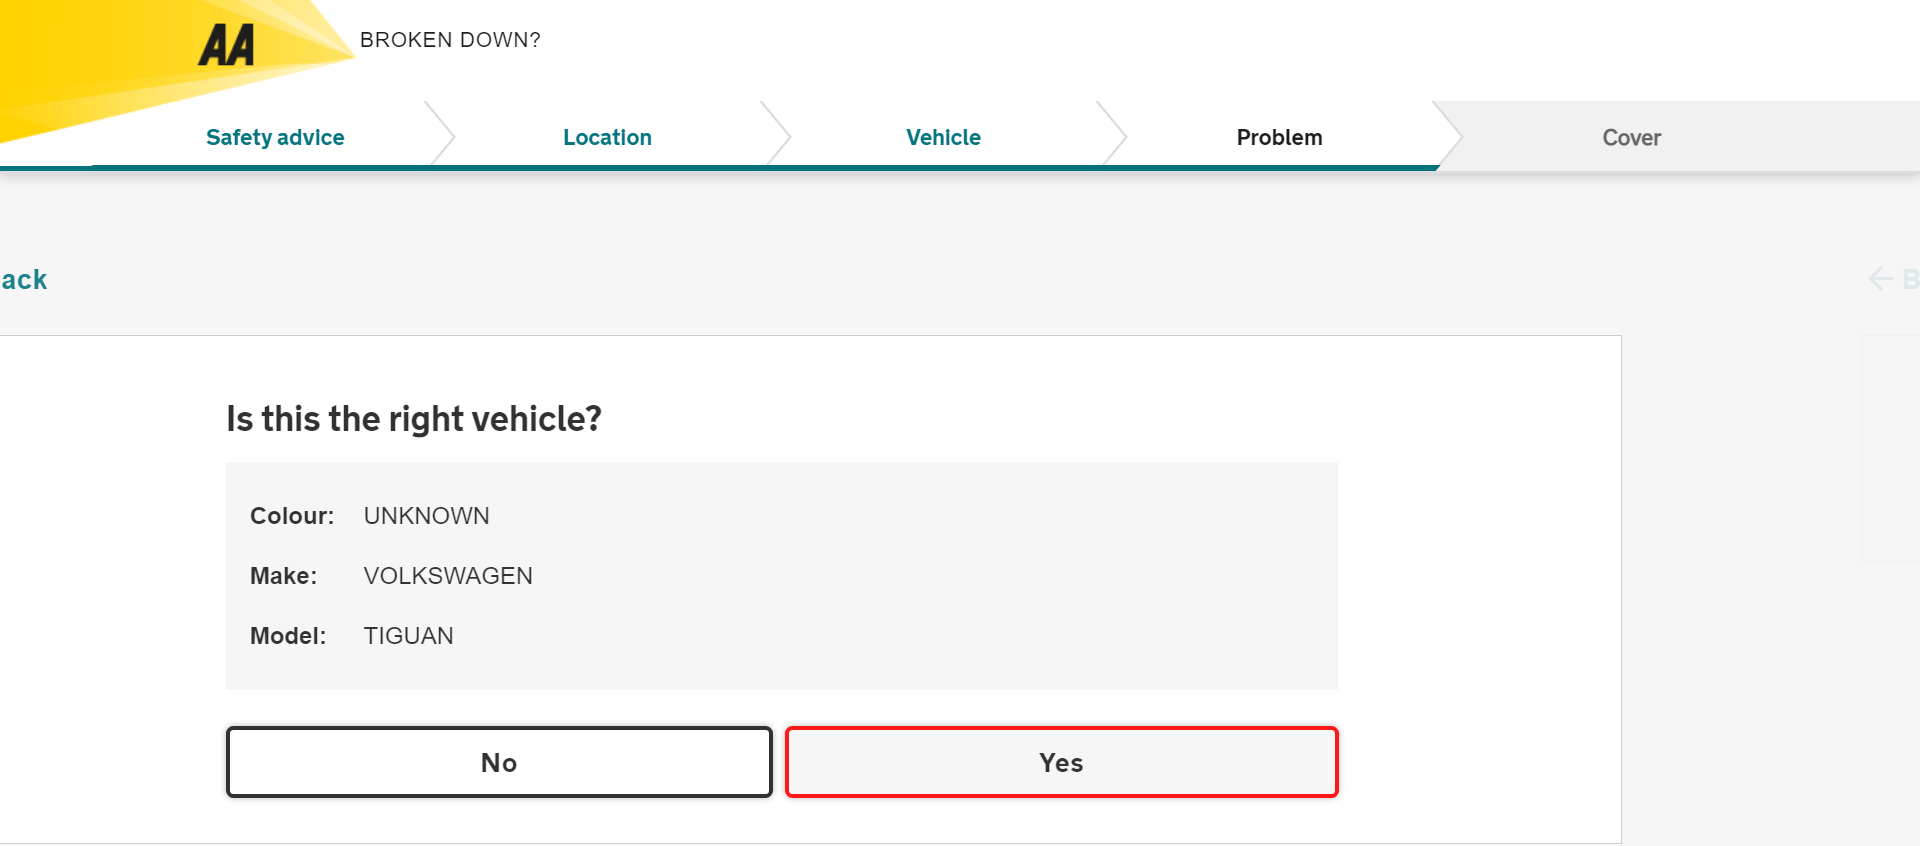 AA
BROKEN DOWN?
Safety advice
Location
Vehicle
Problem
Cover
ack
← B
Is this the right vehicle?
Colour: UNKNOWN
Make: VOLKSWAGEN
Model: TIGUAN
No
Yes